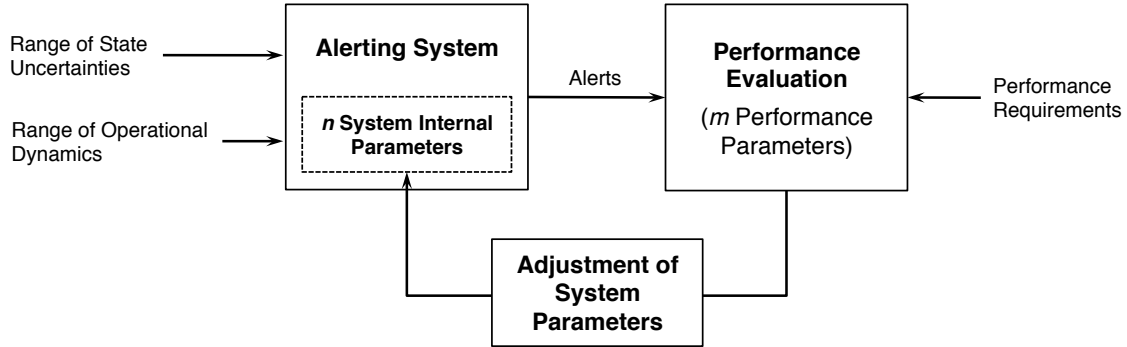 Range of State
Uncertainties
Range of Operational
Dynamics
Alerting System
n System Internal
Parameters
Alerts
Performance
Evaluation
(m Performance
Parameters)
Performance
Requirements
Adjustment of
System
Parameters